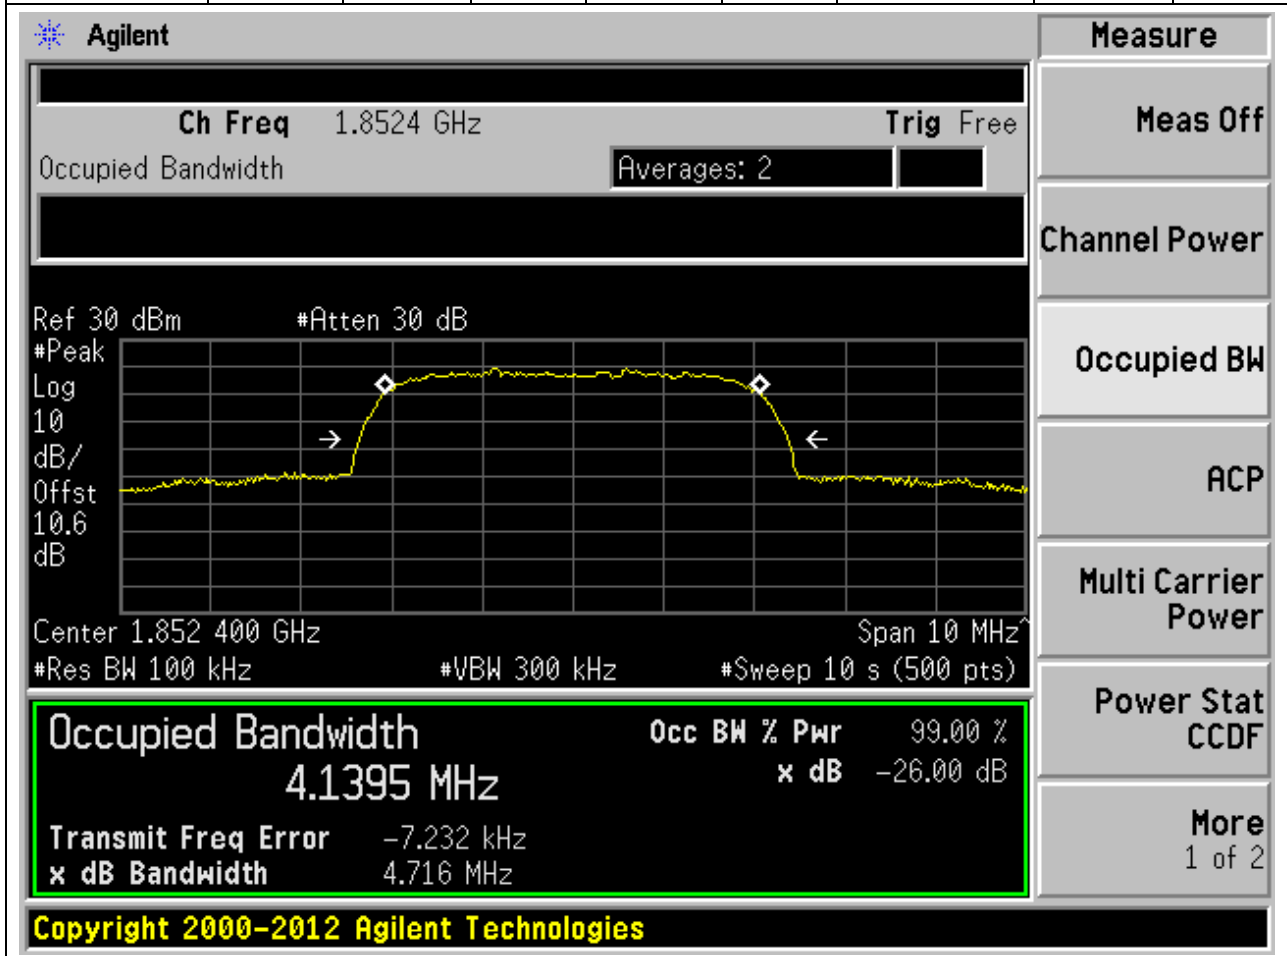 Agilent
Measure
Ch Freq 1.8524 GHz Trig Free
Occupied Bandwidth Averages: 2
Meas Off
Channel Power
Occupied BW
ACP
Multi Carrier
Power
Power Stat
CCDF
More
1 of 2
Ref 30 dBm #Atten 30 dB
#Peak
Log
10
dB/
Offst
10.6
dB
Center 1.852 400 GHz Span 10 MHz^
#Res BW 100 kHz #VBW 300 kHz #Sweep 10 s (500 pts)
Occupied Bandwidth Occ BW % Pwr 99.00 %
4.1395 MHz x dB -26.00 dB
Transmit Freq Error -7.232 kHz
x dB Bandwidth 4.716 MHz
Copyright 2000-2012 Agilent Technologies